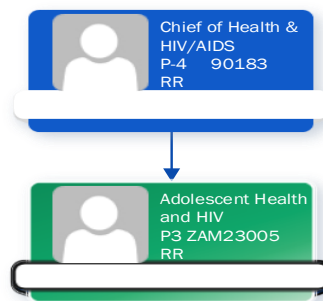 Chief of Health &
HIV/AIDS
P-4 90183
RR
Adolescent Health
and HIV
P3 ZAM23005
RR